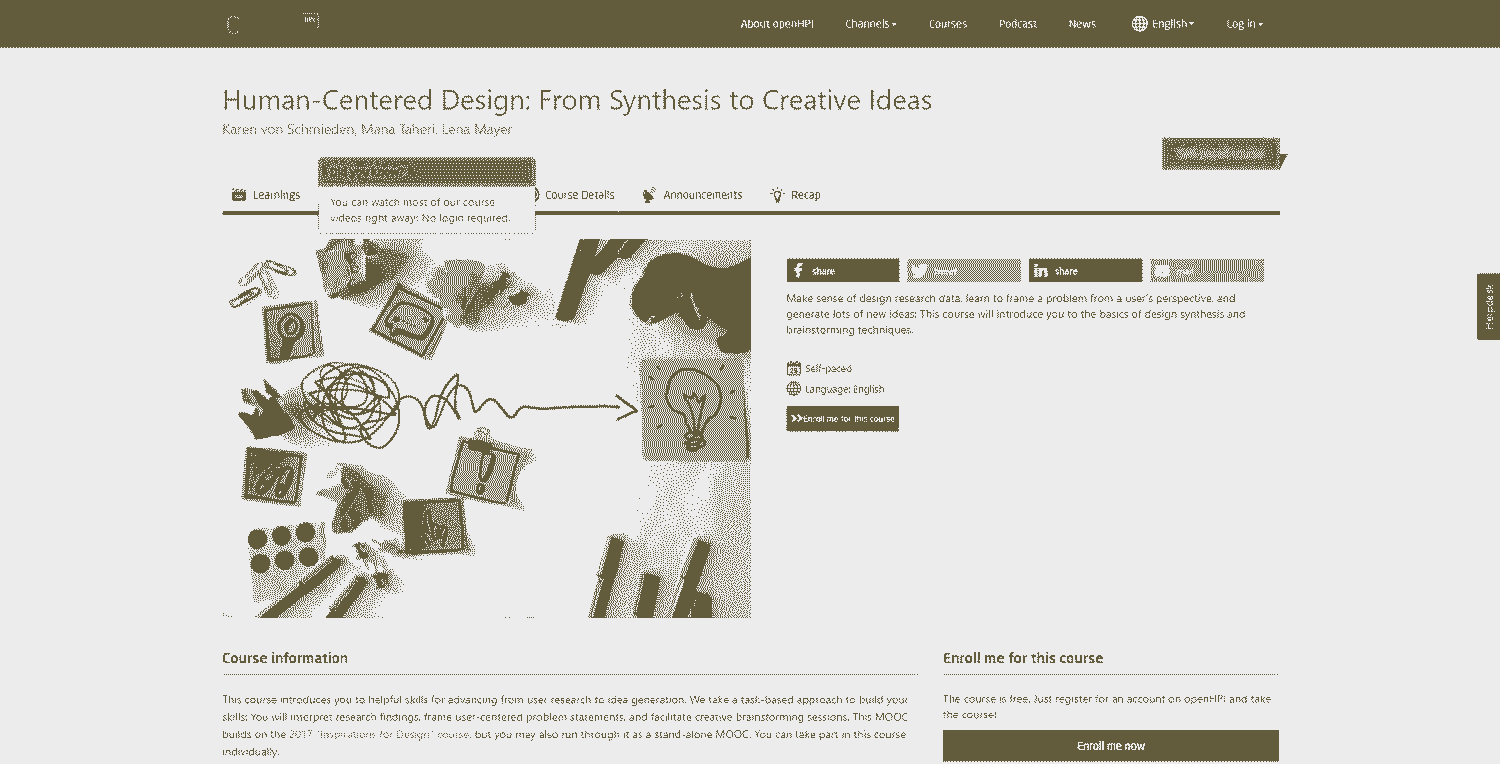 About openHPI Channels Courses Podcast News English Log in
Human-Centered Design: From Synthesis to Creative Ideas
Karen von Schmieden, Mana Taheri, Lena Mayer
Learnings
Course Details
Announcements
Recap
You can watch most of our course
videos right away! No login required.
share
share
Make sense of design research data, learn to frame a problem from a user's perspective, and
generate lots of new ideas! This course will introduce you to the basics of design synthesis and
brainstorming techniques.
Self-paced
Language: English
Enroll me for this course
Helpdesk
Course information
This course introduces you to helpful skills for advancing from user research to idea generation. We take a task-based approach to build your
skills: You will interpret research findings, frame user-centered problem statements, and facilitate creative brainstorming sessions. This MOOC
builds on the 2017 "Inspirations for Design" course, but you may also run through it as a stand-alone MOOC. You can take part in this course
individually.
Enroll me for this course
The course is free. Just register for an account on openHPI and take
the course!
Enroll me now